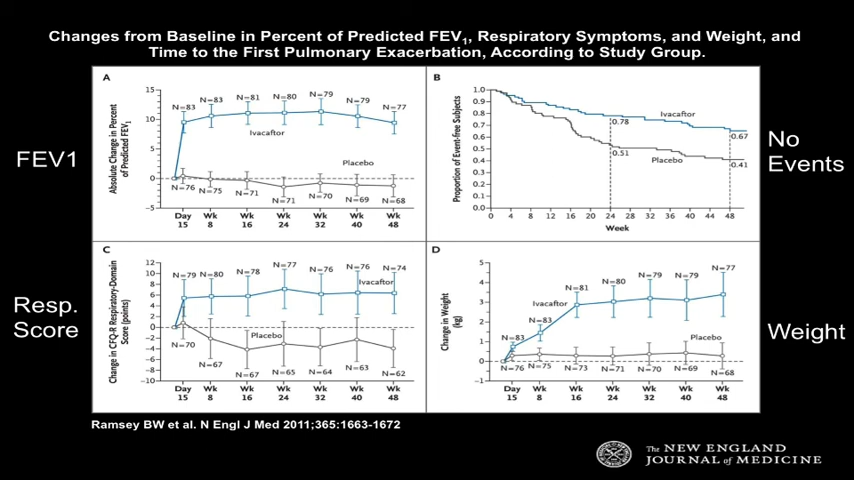 Changes from Baseline in Percent of Predicted FEV1, Respiratory Symptoms, and Weight, and
Time to the First Pulmonary Exacerbation, According to Study Group.
FEV1
A
Absolute Change in Percent
of Predicted FEV1
15
10
5
0
−5
N=83
N=83
N=81
N=80
N=79
N=79
N=77
Ivacaftor
Placebo
N=76
N=75
N=71
N=71
N=70
N=69
N=68
Day
15
Wk
8
Wk
16
Wk
24
Wk
32
Wk
40
Wk
48
B
Proportion of Event-free Subjects
1.0
0.9
0.8
0.7
0.6
0.5
0.4
0.3
0.2
0.1
0.0
Ivacaftor
0.78
0.67
0.51
Placebo
0.41
0 4 8 12 16 20 24 28 32 36 40 44 48
Week
No
Events
Resp.
Score
C
Change in CFQ-R Respiratory-Domain
Score (points)
12
10
8
6
4
2
0
−2
−4
−6
−8
−10
N=79
N=80
N=78
N=77
N=76
N=76
N=74
Ivacaftor
Placebo
N=70
N=67
N=67
N=65
N=64
N=63
N=62
Day
15
Wk
8
Wk
16
Wk
24
Wk
32
Wk
40
Wk
48
D
Change in Weight
(kg)
5
4
3
2
1
0
−1
N=83
N=83
N=81
N=80
N=79
N=79
N=77
Ivacaftor
Placebo
N=76
N=75
N=73
N=71
N=70
N=69
N=68
Day
15
Wk
8
Wk
16
Wk
24
Wk
32
Wk
40
Wk
48
Weight
Ramsey BW et al. N Engl J Med 2011;365:1663-1672
The NEW ENGLAND
JOURNAL of MEDICINE